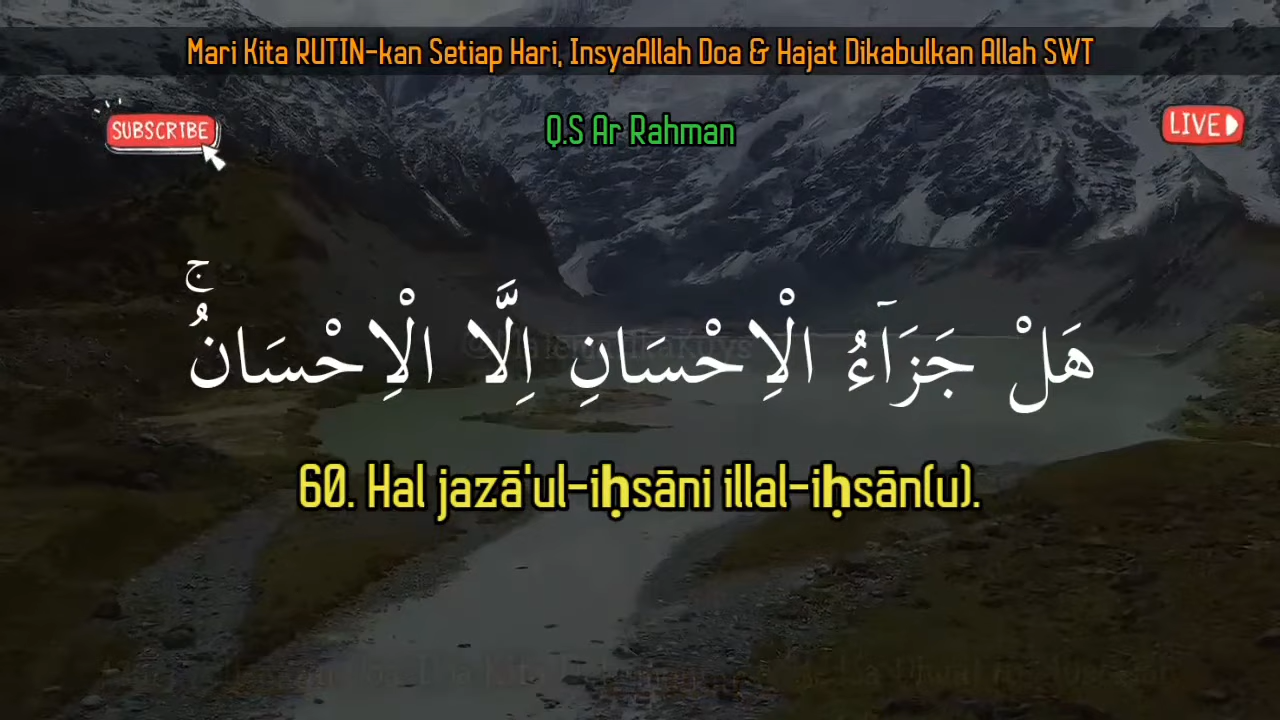 Mari Kita RUTIN-kan Setiap Hari, InsyaAllah Doa & Hajat Dikabulkan Allah SWT
SUBSCRIBE
Q.S Ar Rahman
LIVE
هَلْ جَزَاۤءُ الْاِحْسَانِ اِلَّا الْاِحْسَانُۚ
60. Hal jazā'ul-iḥsāni illal-iḥsān(u).